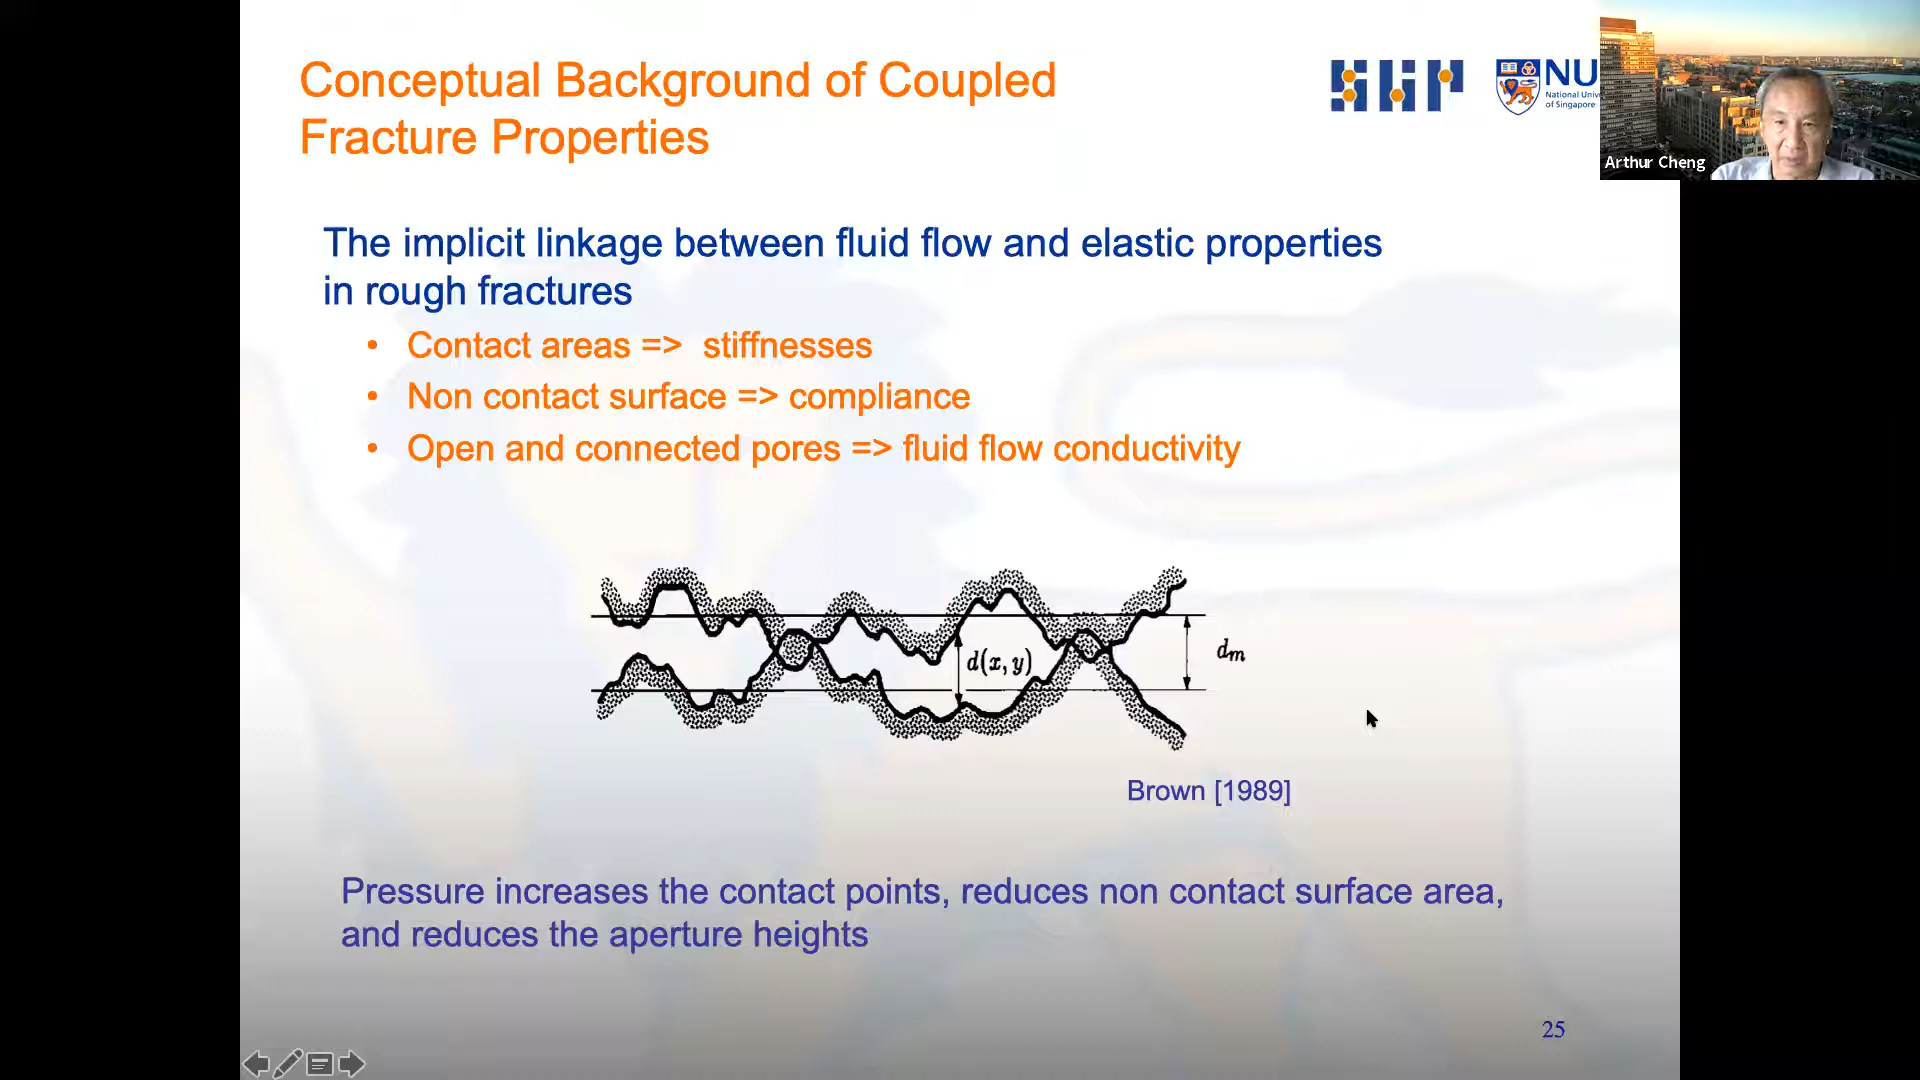 Conceptual Background of Coupled
Fracture Properties
NU
National Unive
of Singapore
Arthur Cheng
The implicit linkage between fluid flow and elastic properties
in rough fractures
• Contact areas => stiffnesses
• Non contact surface => compliance
• Open and connected pores => fluid flow conductivity
d(x, y)
dm
Brown [1989]
Pressure increases the contact points, reduces non contact surface area,
and reduces the aperture heights
25